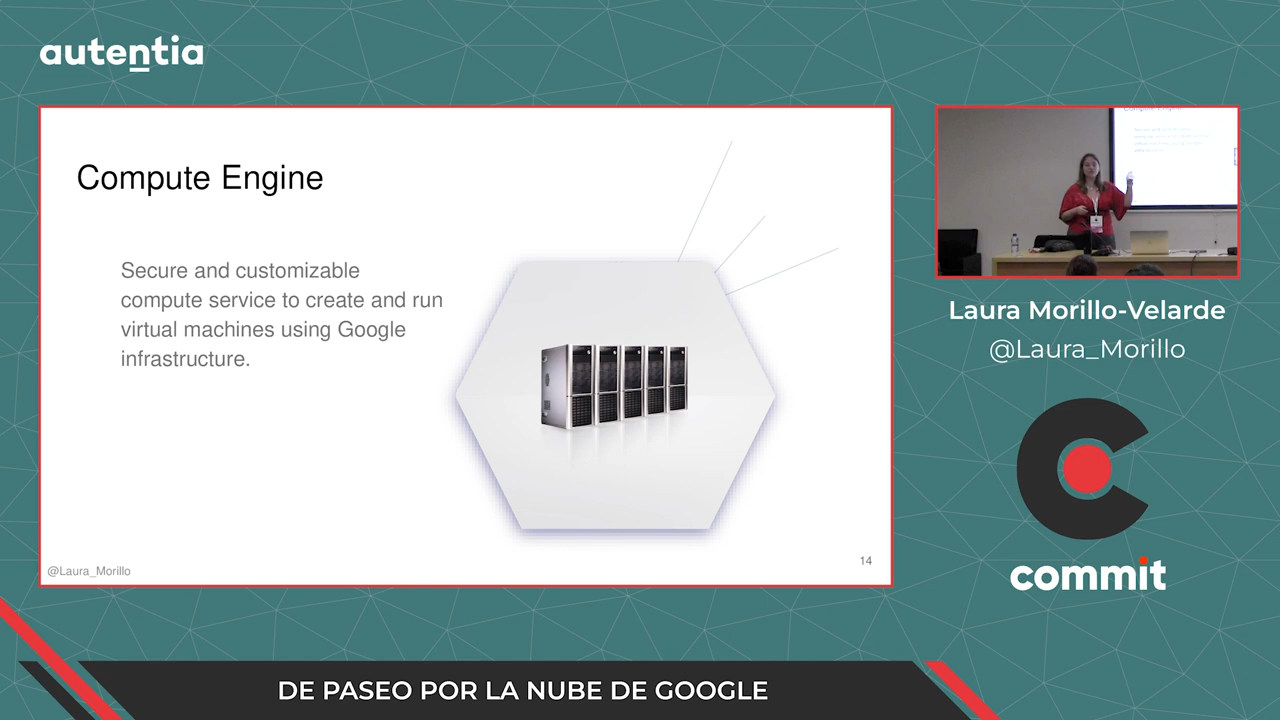 autentia
Compute Engine
Secure and customizable
compute service to create and run
virtual machines using Google
infrastructure.
@Laura_Morillo
14
Laura Morillo-Velarde
@Laura_Morillo
commit
DE PASEO POR LA NUBE DE GOOGLE